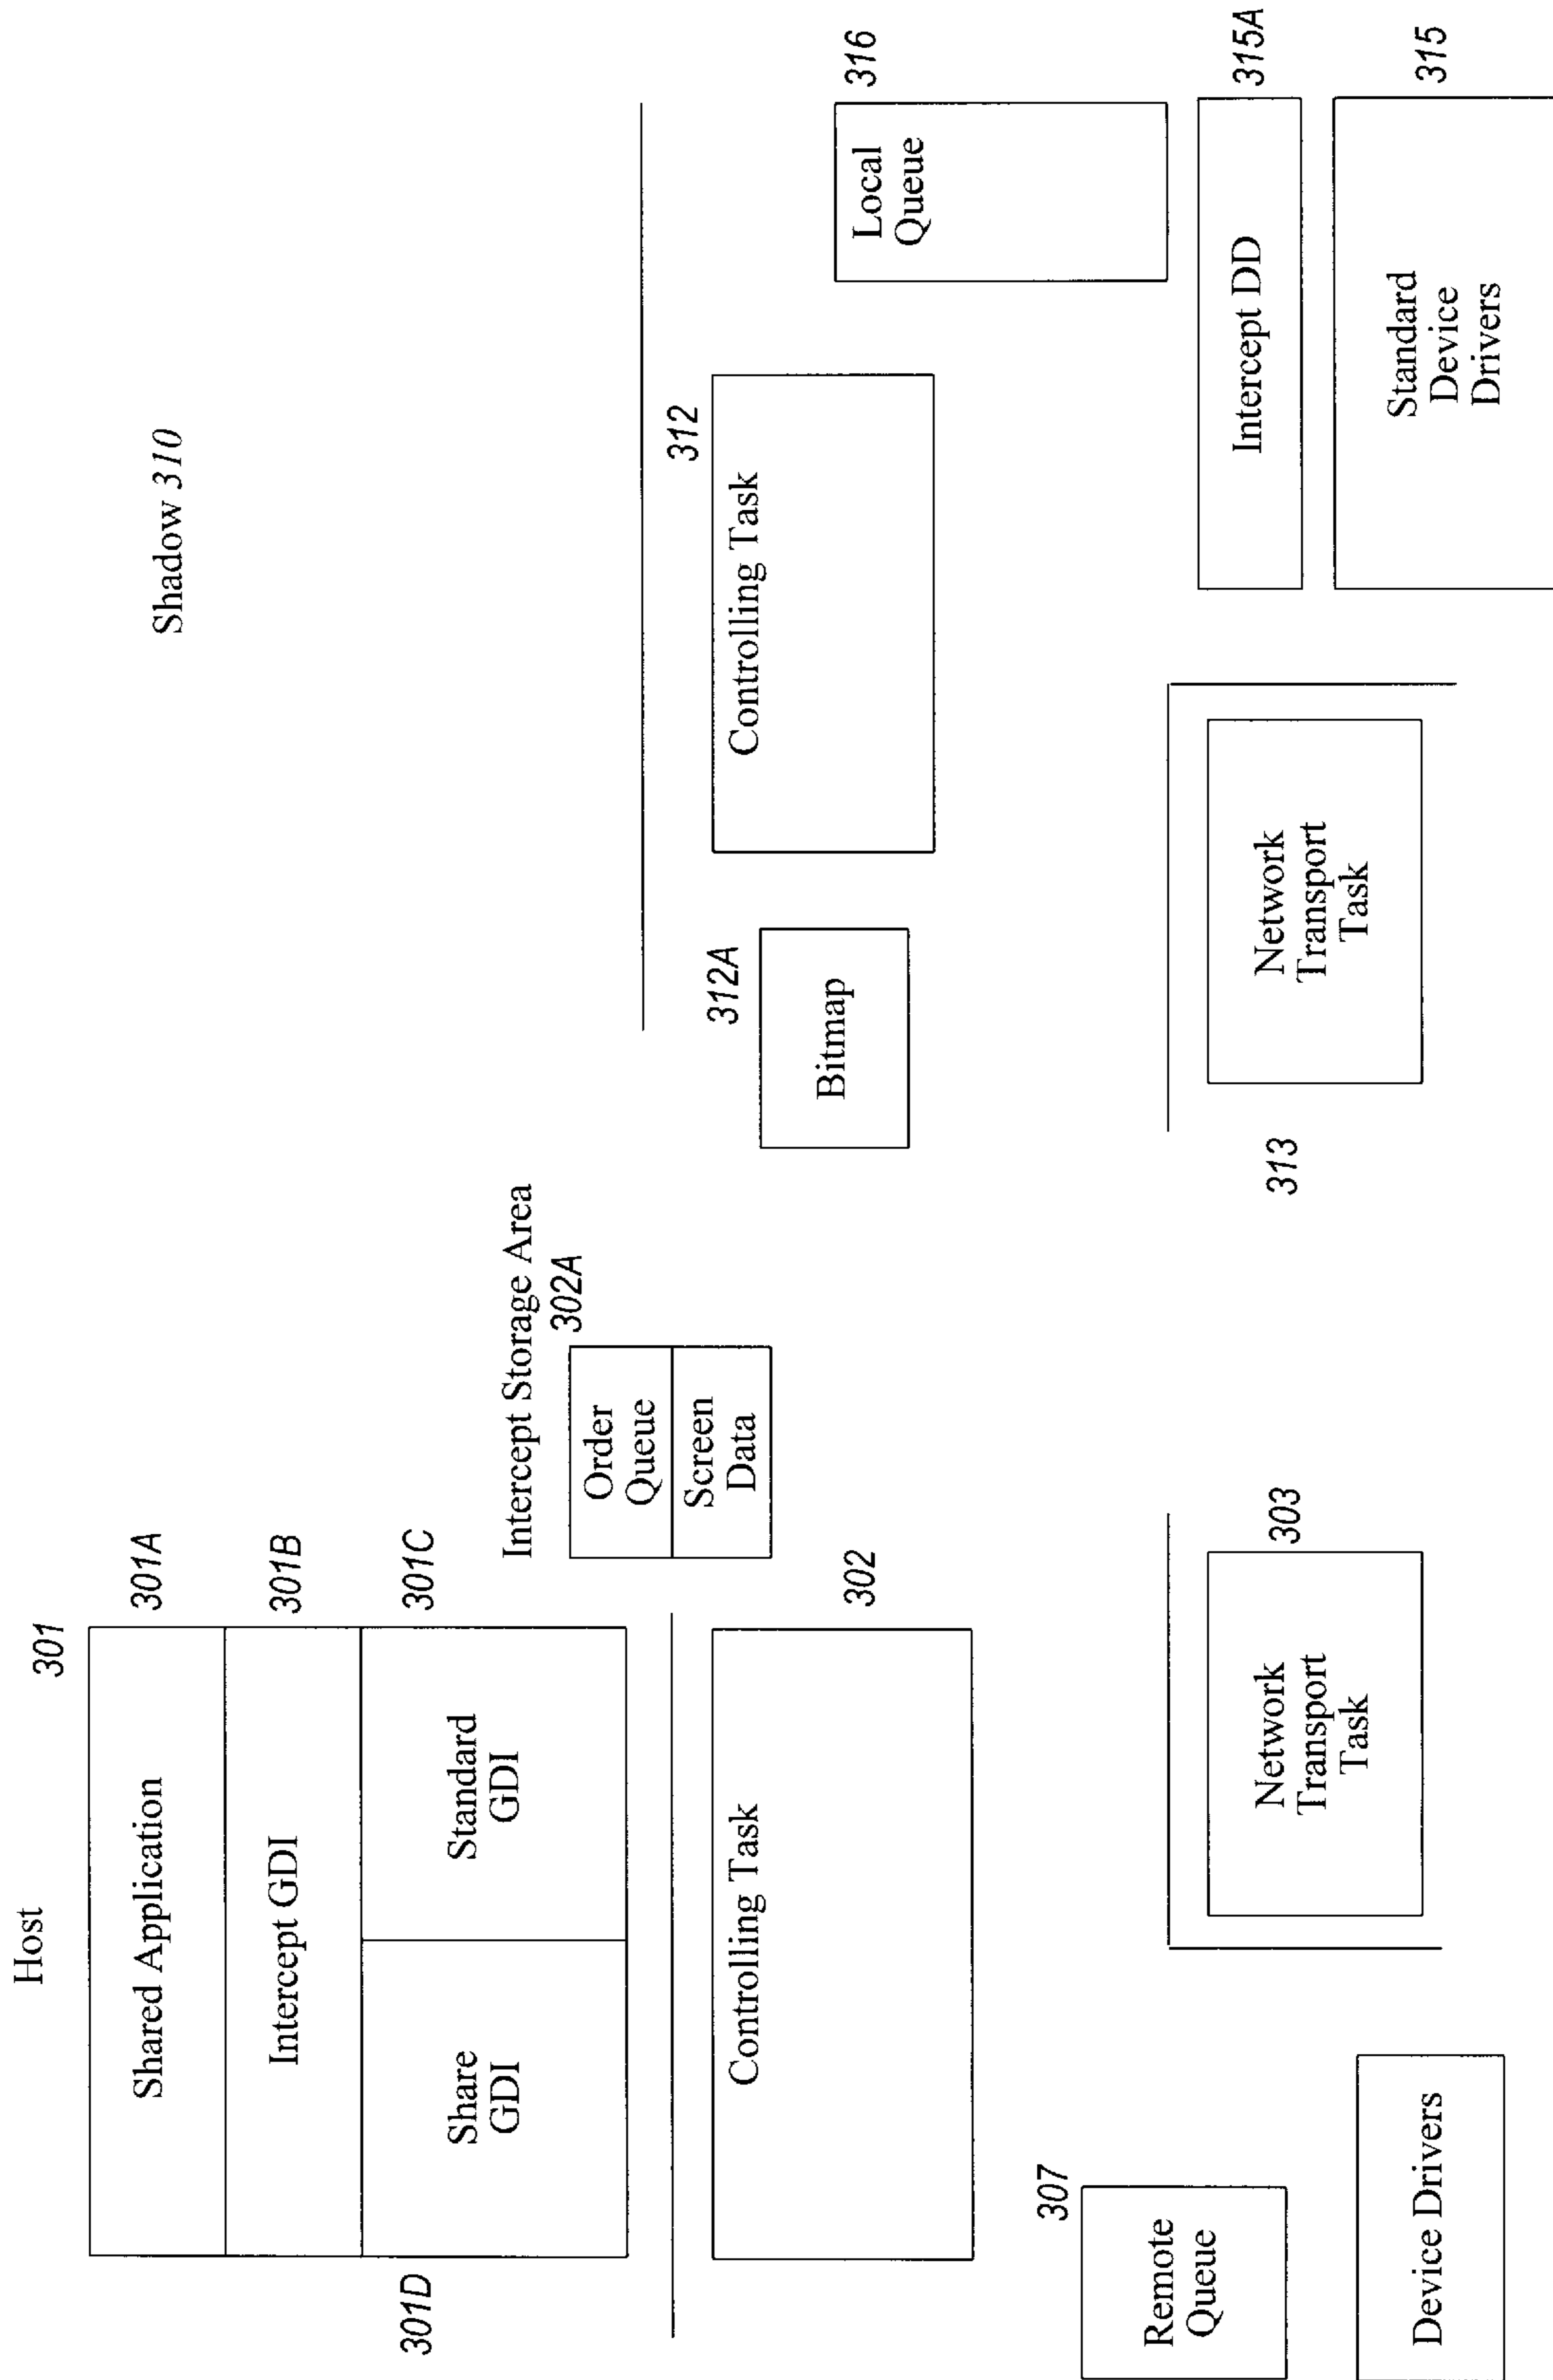 Host
301
Shared Application
301A
Intercept GDI
301B
Share
GDI
Standard
GDI
301C
301D
Intercept Storage Area
302A
Order
Queue
Screen
Data
Controlling Task
302
Remote
Queue
307
Network
Transport
Task
303
Device Drivers
Shadow 310
312
Controlling Task
312A
Bitmap
316
Local
Queue
313
Network
Transport
Task
315A
Intercept DD
315
Standard
Device
Drivers